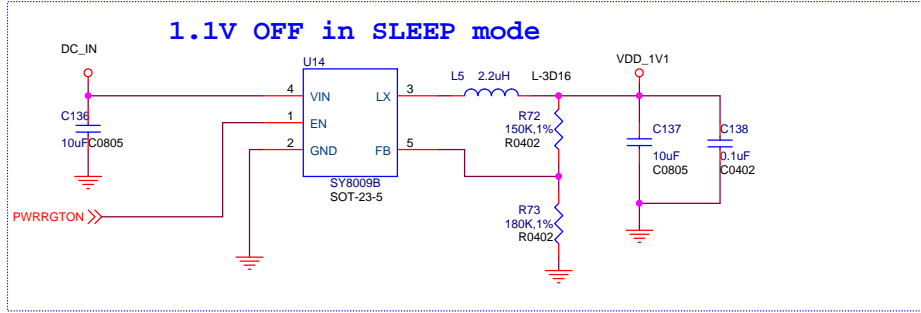 1.1V OFF in SLEEP mode
DC_IN
U14
VDD_1V1
L5 2.2uH L-3D16
4 VIN LX 3
1 EN
2 GND FB 5
C136
10uF C0805
R72
150K,1%
R0402
C137
10uF
C0805
C138
0.1uF
C0402
SY8009B
SOT-23-5
R73
180K,1%
R0402
PWRRGTON